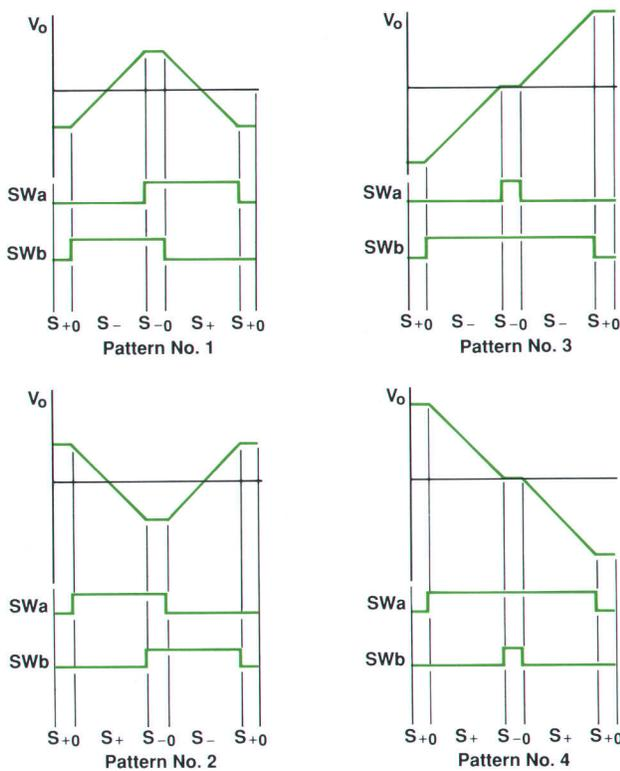 Vo
SWa
SWb
S+0 S− S−0 S+ S+0
Pattern No. 1
Vo
SWa
SWb
S+0 S− S−0 S− S+0
Pattern No. 3
Vo
SWa
SWb
S+0 S+ S−0 S− S+0
Pattern No. 2
Vo
SWa
SWb
S+0 S+ S−0 S+ S+0
Pattern No. 4